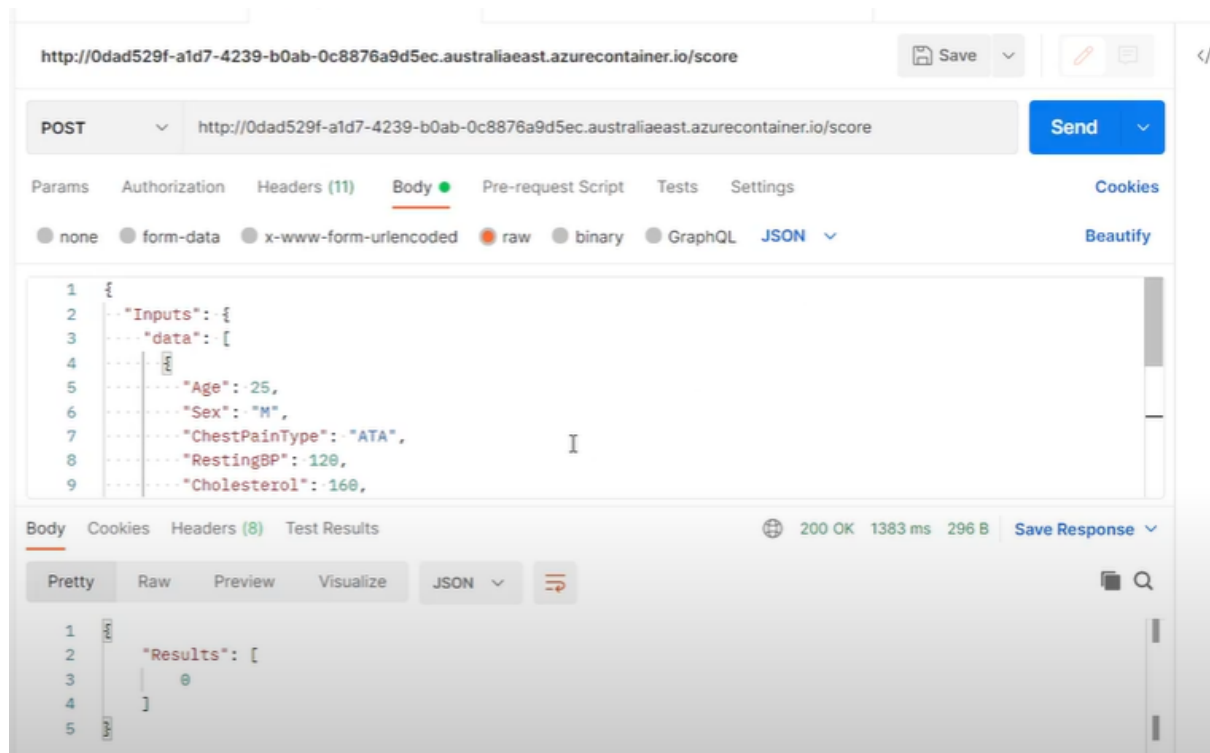 http://0dad529f-a1d7-4239-b0ab-0c8876a9d5ec.australiaeast.azurecontainer.io/score Save </
POST http://0dad529f-a1d7-4239-b0ab-0c8876a9d5ec.australiaeast.azurecontainer.io/score Send
Params Authorization Headers (11) Body Pre-request Script Tests Settings Cookies
none form-data x-www-form-urlencoded raw binary GraphQL JSON Beautify
1 {
2 "Inputs": {
3 "data": [
4 {
5 "Age": 25,
6 "Sex": "M",
7 "ChestPainType": "ATA",
8 "RestingBP": 120,
9 "Cholesterol": 160,
Body Cookies Headers (8) Test Results 200 OK 1383 ms 296 B Save Response
Pretty Raw Preview Visualize JSON
1 {
2 "Results": [
3 0
4 ]
5 }